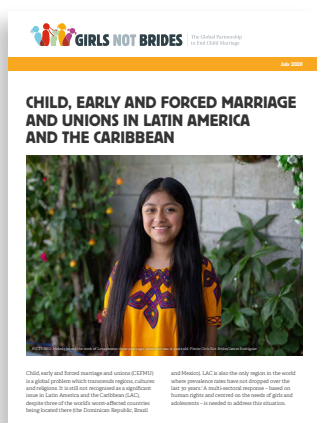 GIRLS NOT BRIDES
The Global Partnership
to End Child Marriage
July 2020
CHILD, EARLY AND FORCED MARRIAGE
AND UNIONS IN LATIN AMERICA
AND THE CARIBBEAN
Child, early and forced marriage and unions (CEFMU)
is a global problem which transcends regions, cultures
and religions. It is still not recognised as a significant
issue in Latin America and the Caribbean (LAC),
despite three of the world's worst-affected countries
being located there (the Dominican Republic, Brazil
and Mexico). LAC is also the only region in the world
where prevalence rates have not dropped over the
last 30 years.¹ A multi-sectoral response – based on
human rights and centred on the needs of girls and
adolescents – is needed to address this situation.